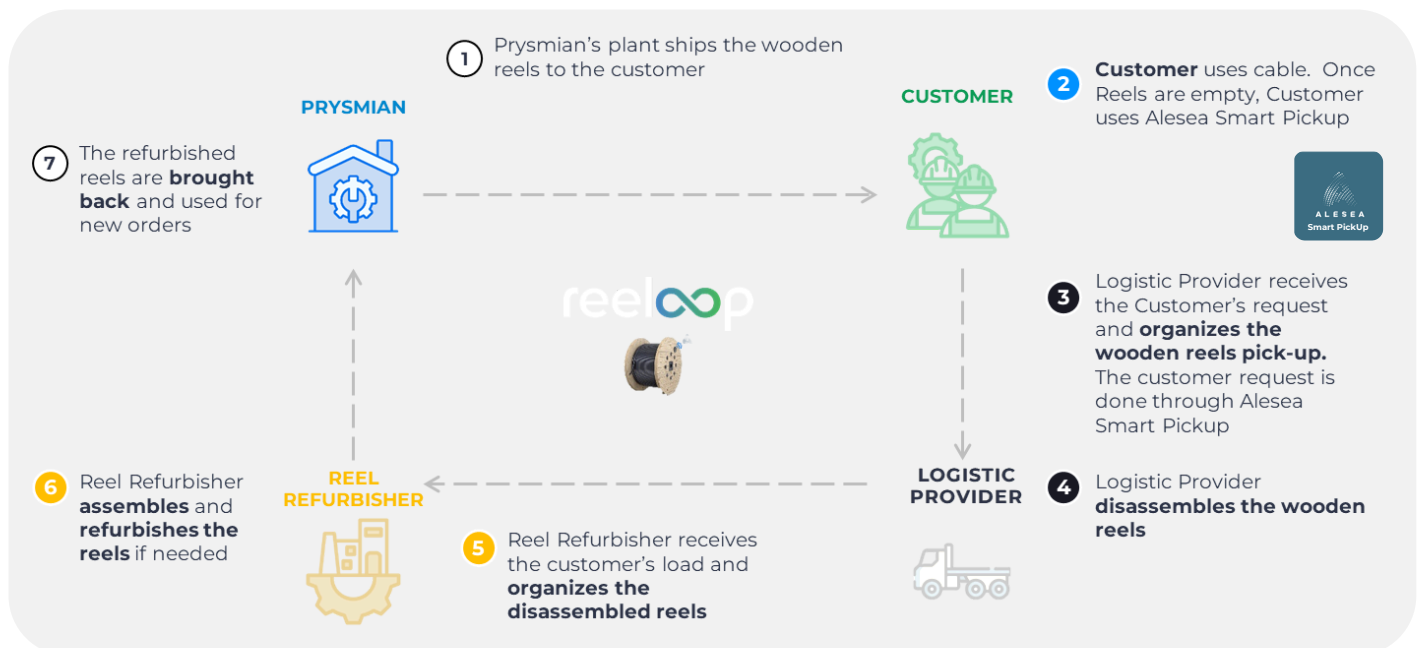 1
Prysmian's plant ships the wooden
reels to the customer
PRYSMIAN
CUSTOMER
2
Customer uses cable. Once
Reels are empty, Customer
uses Alesea Smart Pickup
ALESEA
Smart PickUp
7
The refurbished
reels are brought
back and used for
new orders
reeloop
3
Logistic Provider receives
the Customer's request
and organizes the
wooden reels pick-up.
The customer request is
done through Alesea
Smart Pickup
LOGISTIC
PROVIDER
4
Logistic Provider
disassembles the wooden
reels
REEL
REFURBISHER
5
Reel Refurbisher receives
the customer's load and
organizes the
disassembled reels
6
Reel Refurbisher
assembles and
refurbishes the
reels if needed